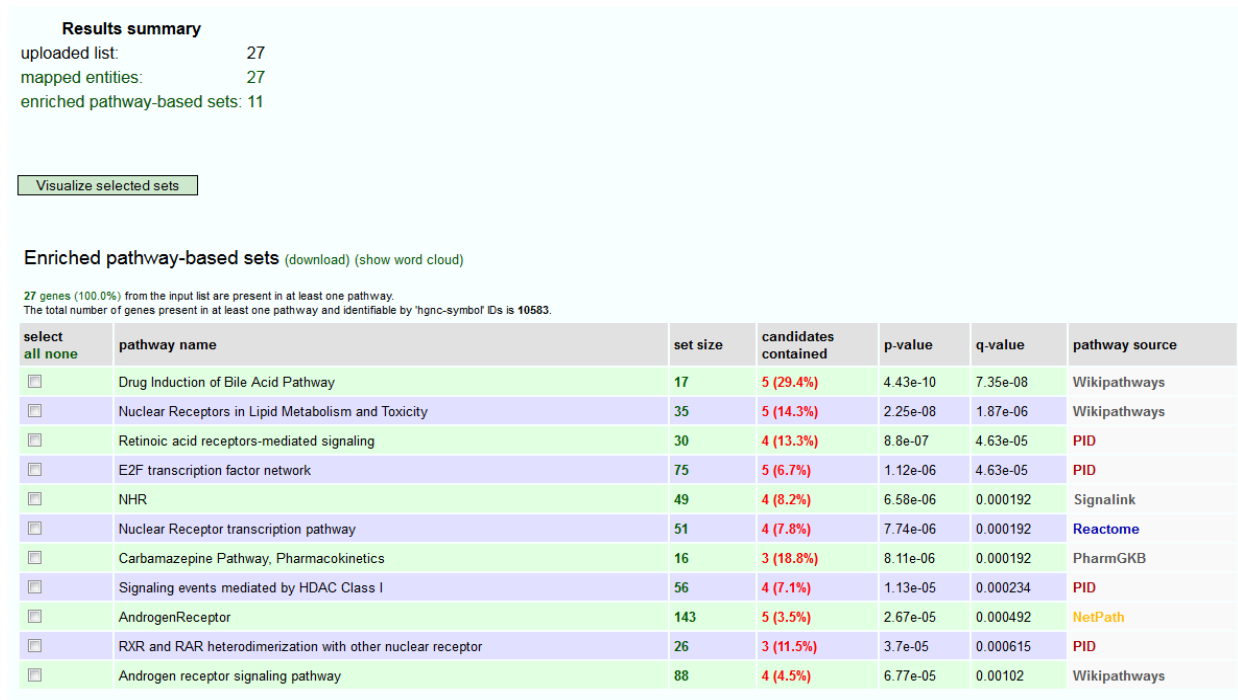 Results summary
uploaded list: 27
mapped entities: 27
enriched pathway-based sets: 11
Visualize selected sets
Enriched pathway-based sets (download) (show word cloud)
27 genes (100.0%) from the input list are present in at least one pathway.
The total number of genes present in at least one pathway and identifiable by 'hgnc-symbol' IDs is 10583.
select all none pathway name set size candidates contained p-value q-value pathway source
Drug Induction of Bile Acid Pathway 17 5 (29.4%) 4.43e-10 7.35e-08 Wikipathways
Nuclear Receptors in Lipid Metabolism and Toxicity 35 5 (14.3%) 2.25e-08 1.87e-06 Wikipathways
Retinoic acid receptors-mediated signaling 30 4 (13.3%) 8.8e-07 4.63e-05 PID
E2F transcription factor network 75 5 (6.7%) 1.12e-06 4.63e-05 PID
NHR 49 4 (8.2%) 6.58e-06 0.000192 Signalink
Nuclear Receptor transcription pathway 51 4 (7.8%) 7.74e-06 0.000192 Reactome
Carbamazepine Pathway, Pharmacokinetics 16 3 (18.8%) 8.11e-06 0.000192 PharmGKB
Signaling events mediated by HDAC Class I 56 4 (7.1%) 1.13e-05 0.000234 PID
AndrogenReceptor 143 5 (3.5%) 2.67e-05 0.000492 NetPath
RXR and RAR heterodimerization with other nuclear receptor 26 3 (11.5%) 3.7e-05 0.000615 PID
Androgen receptor signaling pathway 88 4 (4.5%) 6.77e-05 0.00102 Wikipathways